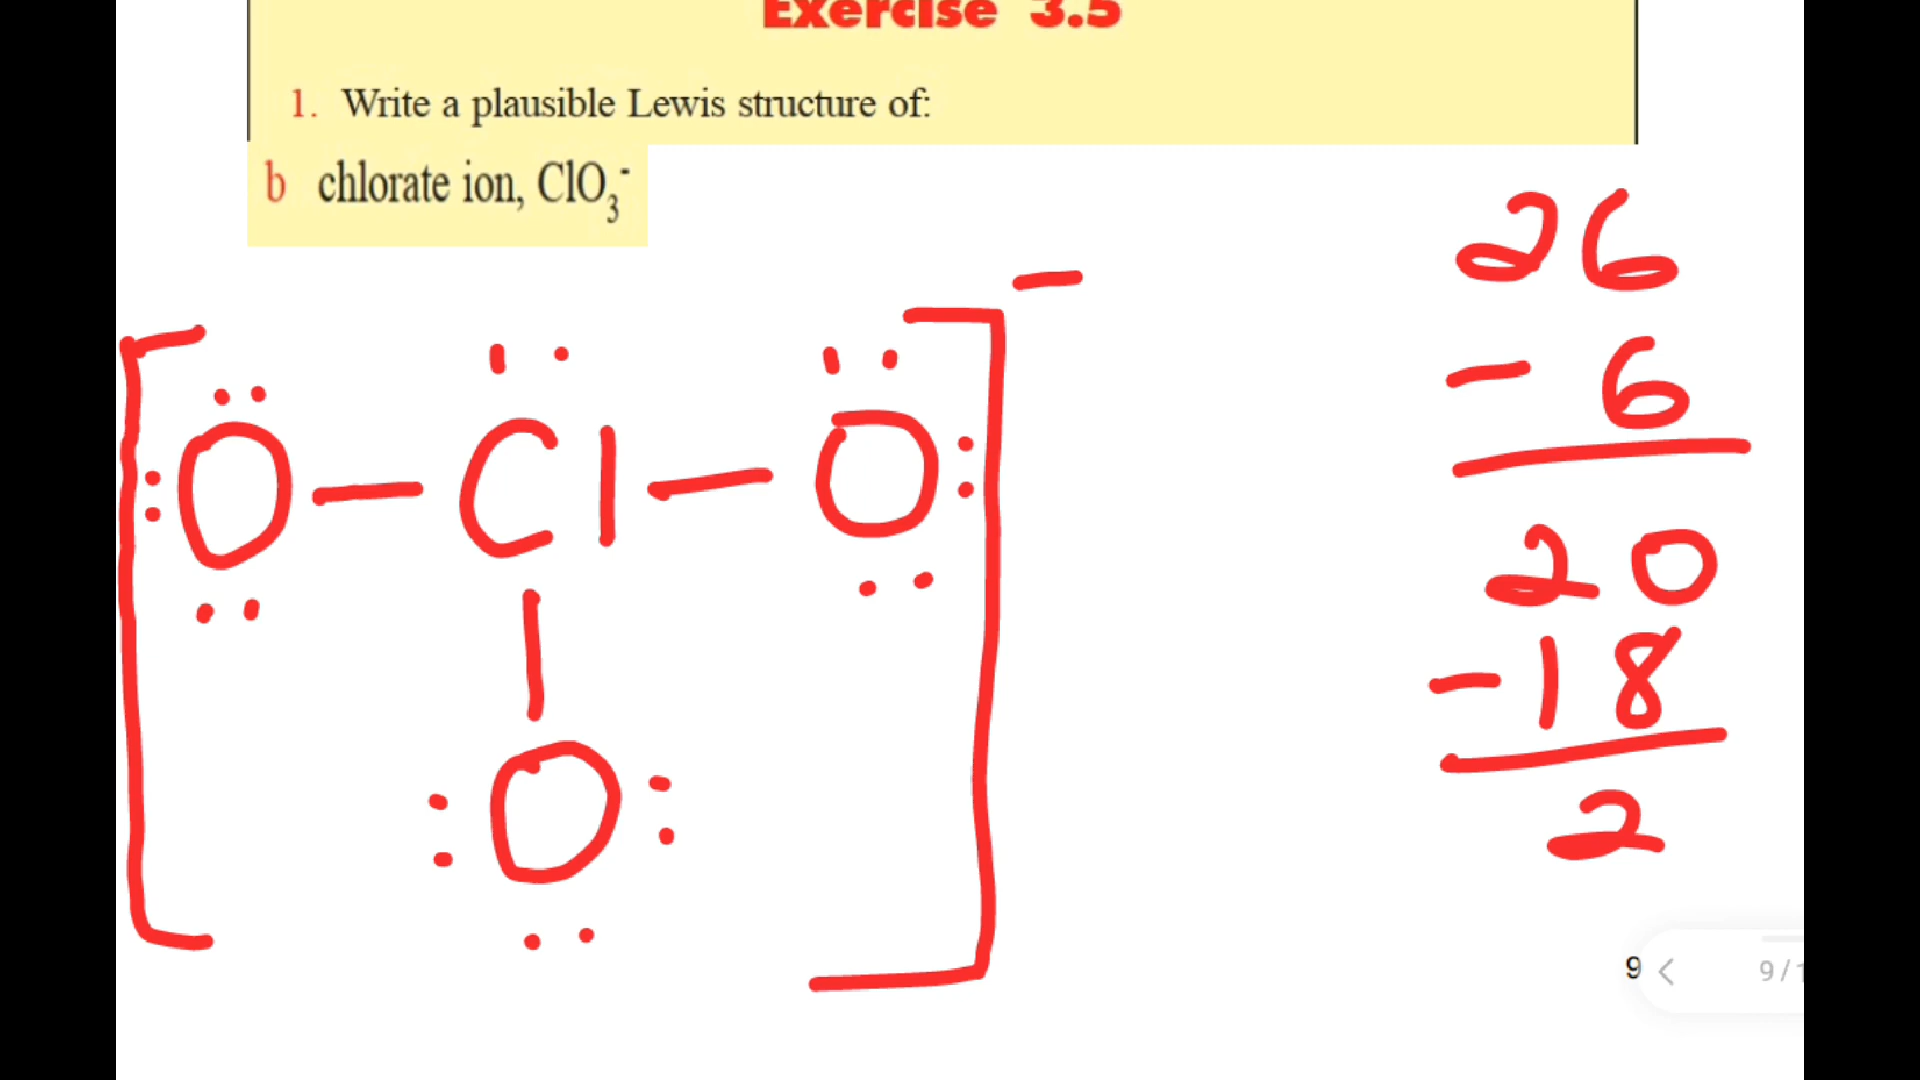 Exercise 3.5
1. Write a plausible Lewis structure of:
b chlorate ion, ClO₃⁻
O — Cl — O
O
−
26
− 6
20
− 18
2
9 < 9/1